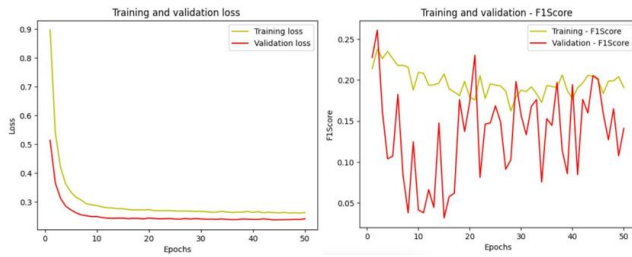 Training and validation loss
Training loss
Validation loss
0.9
0.8
0.7
0.6
0.5
0.4
0.3
Loss
0
10
20
30
40
50
Epochs
Training and validation - F1Score
Training - F1Score
Validation - F1Score
0.25
0.20
0.15
0.10
0.05
F1Score
0
10
20
30
40
50
Epochs